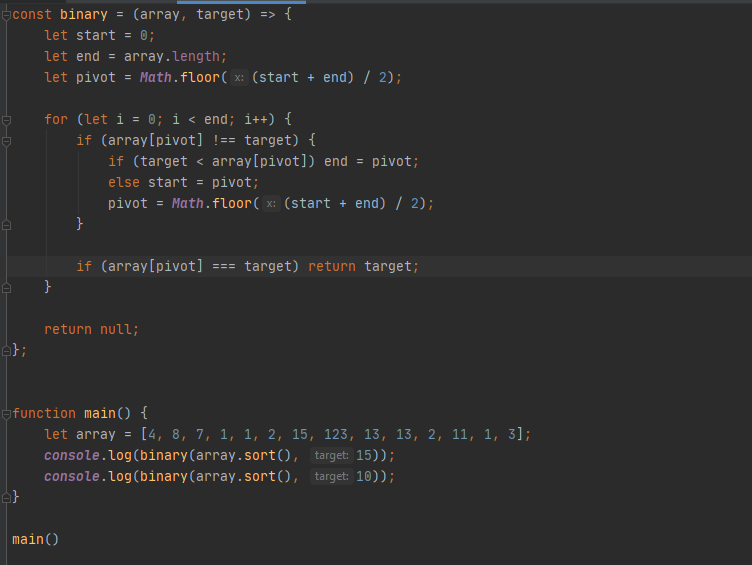 const binary = (array, target) => {
    let start = 0;
    let end = array.length;
    let pivot = Math.floor( x: (start + end) / 2);
    for (let i = 0; i < end; i++) {
        if (array[pivot] !== target) {
            if (target < array[pivot]) end = pivot;
            else start = pivot;
            pivot = Math.floor( x: (start + end) / 2);
        }
        if (array[pivot] === target) return target;
    }
    return null;
};
function main() {
    let array = [4, 8, 7, 1, 1, 2, 15, 123, 13, 13, 2, 11, 1, 3];
    console.log(binary(array.sort(), target: 15));
    console.log(binary(array.sort(), target: 10));
}
main()